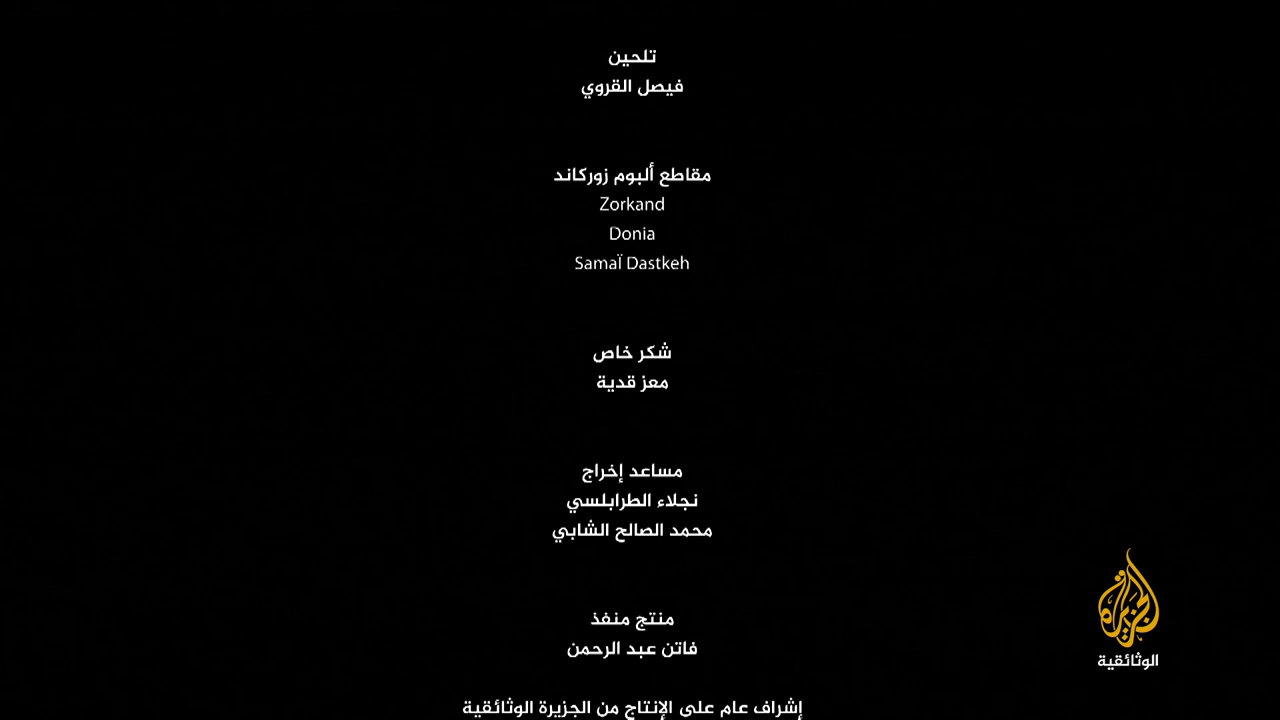 تلحين
فيصل القروي
مقاطع ألبوم زوركاند
Zorkand
Donia
Samaï Dastkeh
شكر خاص
معز قدية
مساعد إخراج
نجلاء الطرابلسي
محمد الصالح الشابي
منتج منفذ
فاتن عبد الرحمن
إشراف عام على الإنتاج من الجزيرة الوثائقية
الجزيرة
الوثائقية